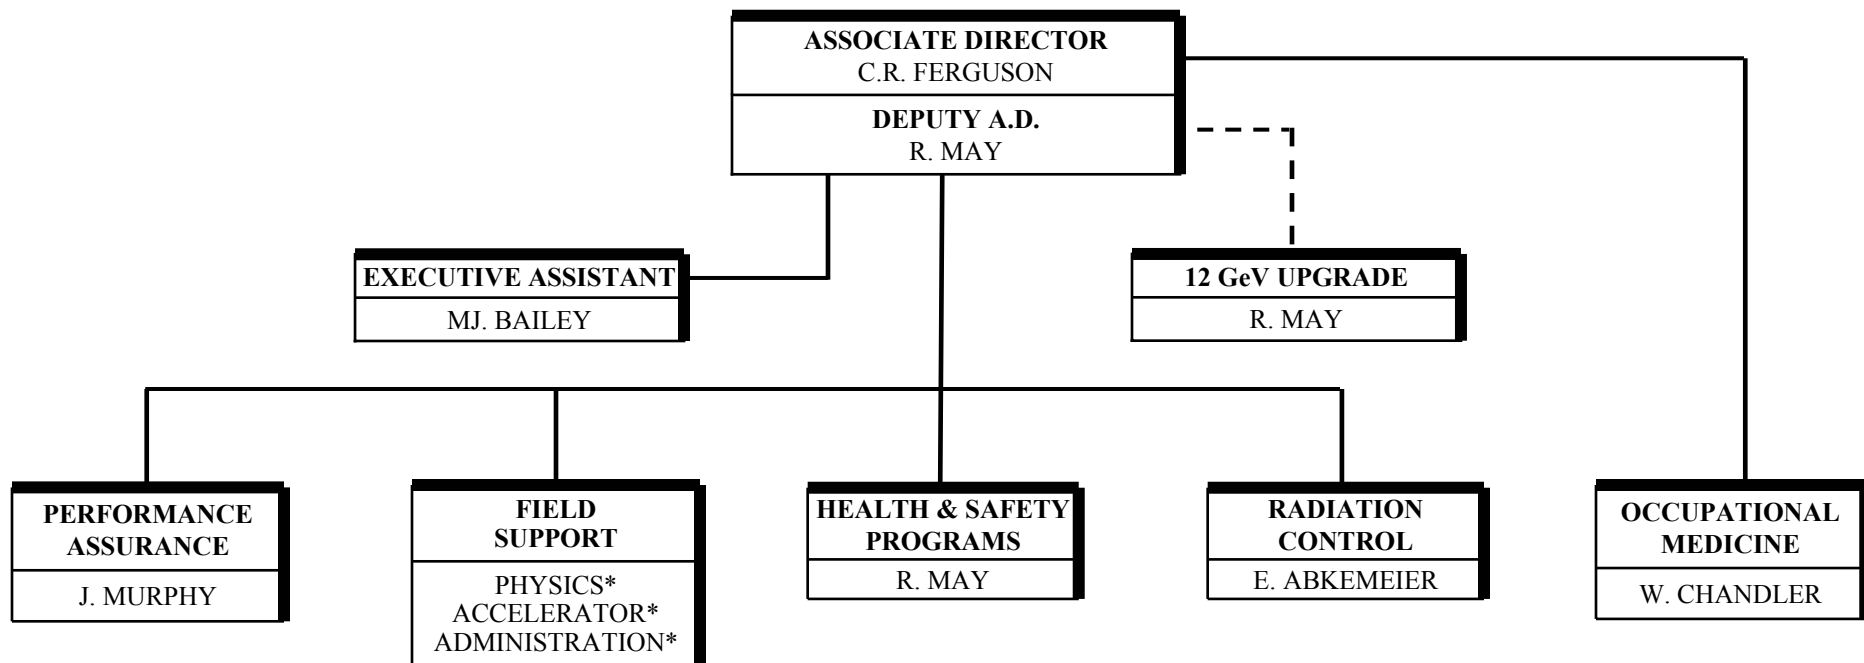 ASSOCIATE DIRECTOR
C.R. FERGUSON
DEPUTY A.D.
R. MAY
EXECUTIVE ASSISTANT
MJ. BAILEY
12 GeV UPGRADE
R. MAY
PERFORMANCE
ASSURANCE
J. MURPHY
FIELD
SUPPORT
PHYSICS*
ACCELERATOR*
ADMINISTRATION*
HEALTH & SAFETY
PROGRAMS
R. MAY
RADIATION
CONTROL
E. ABKEMEIER
OCCUPATIONAL
MEDICINE
W. CHANDLER